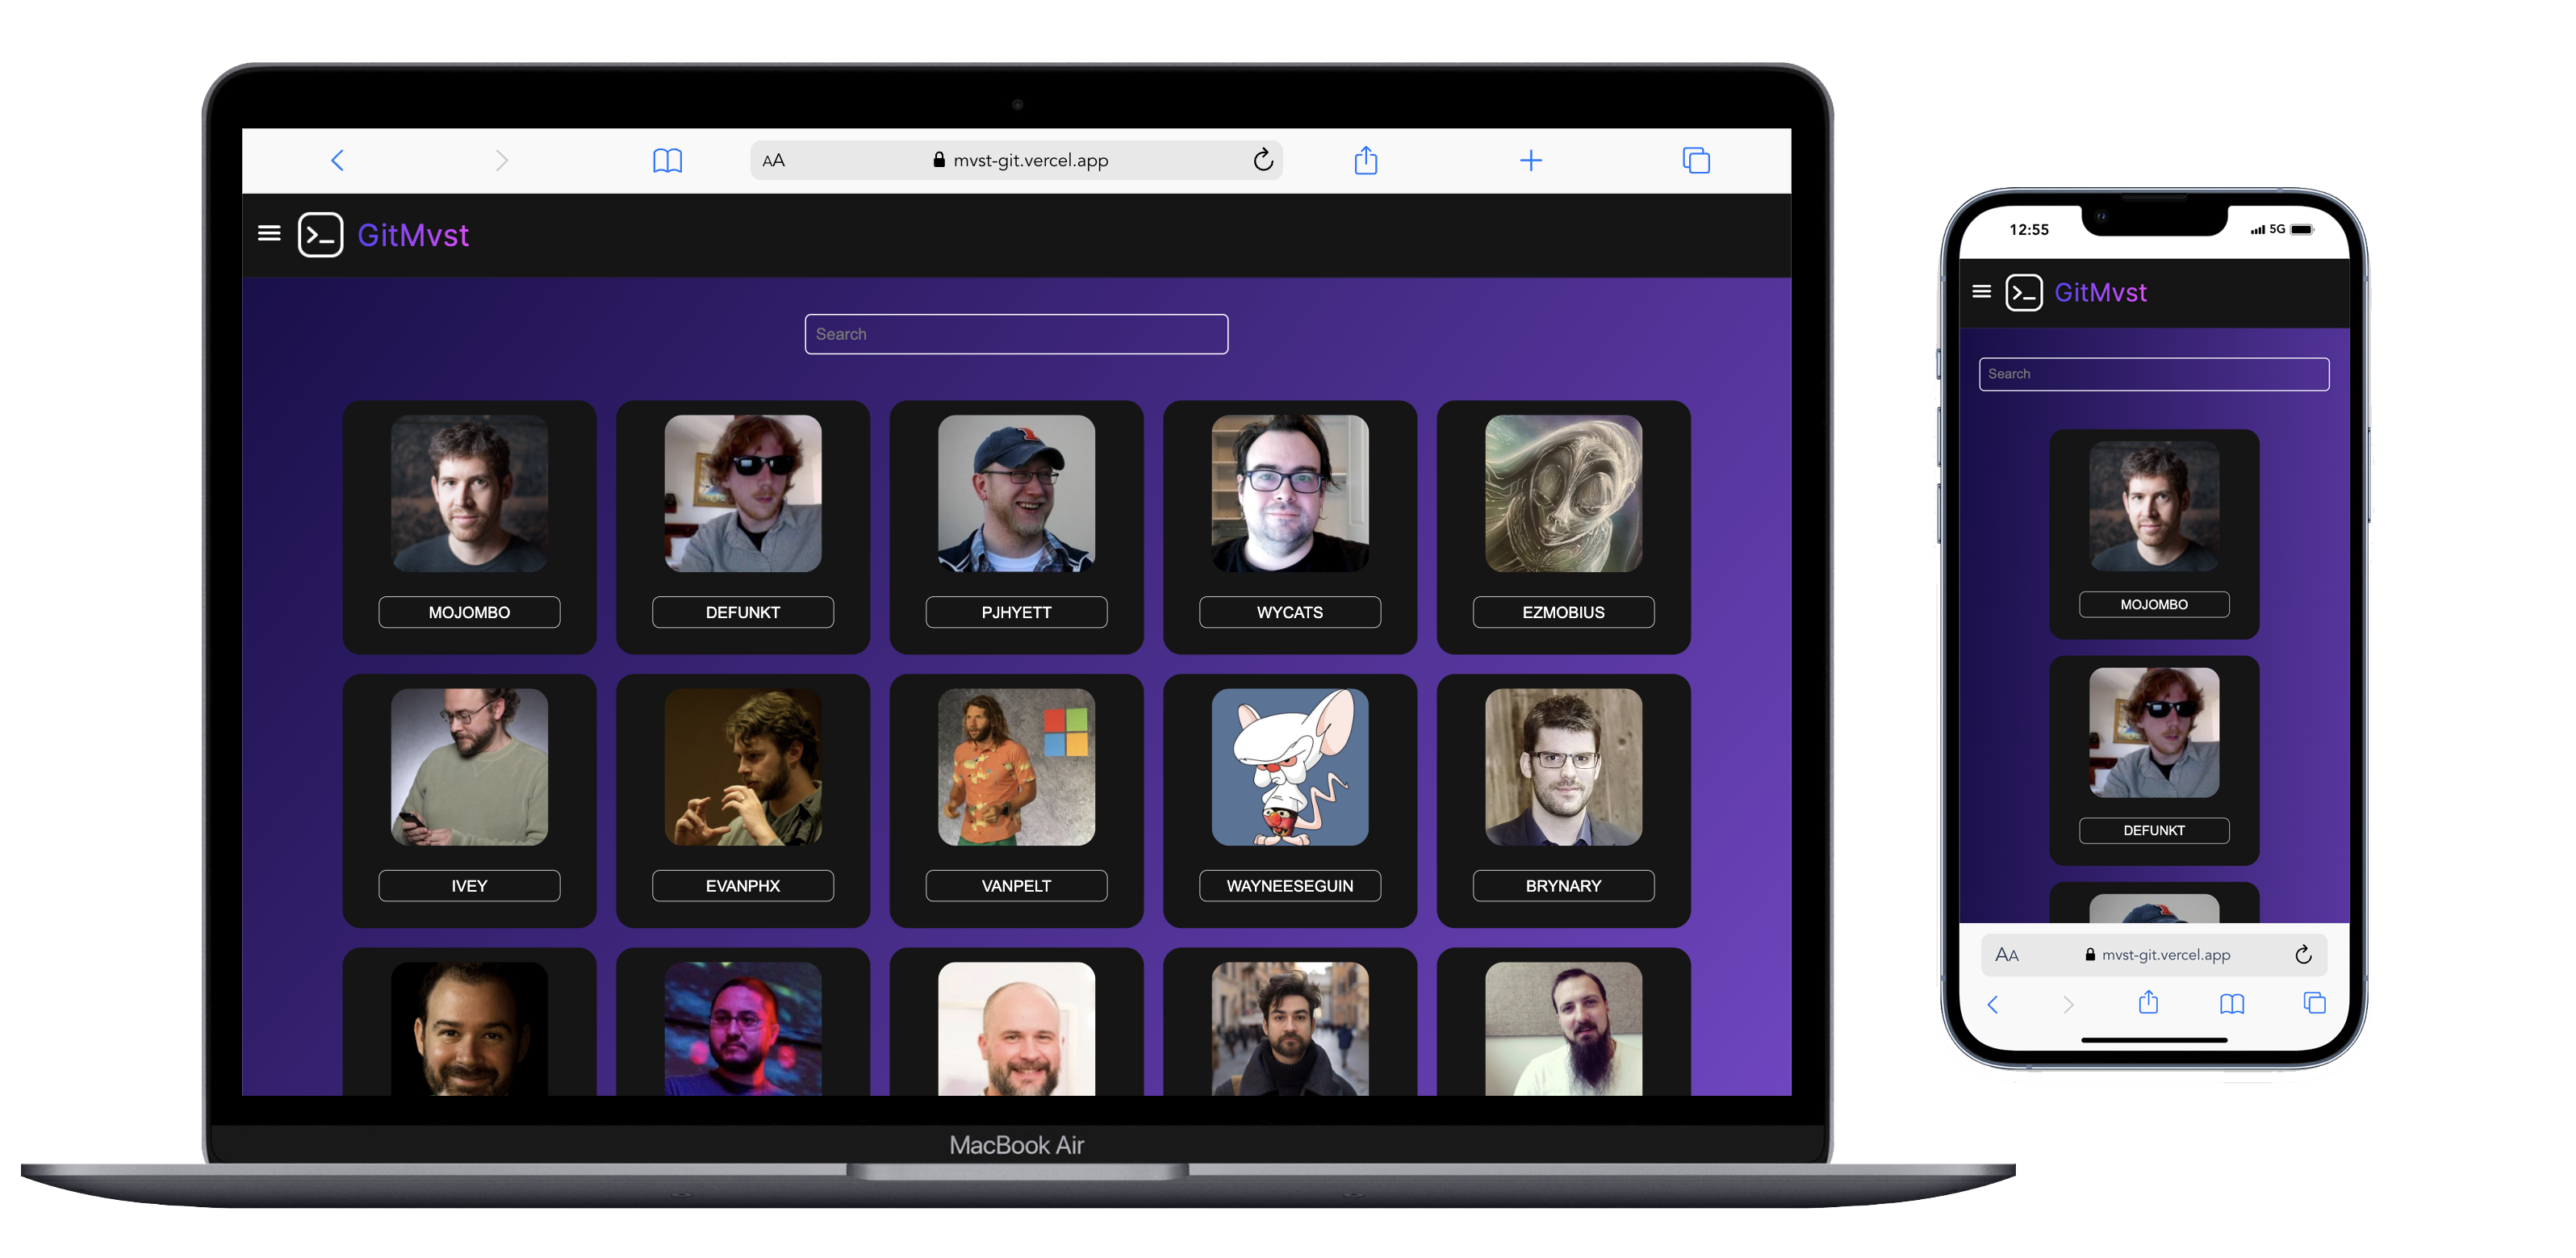 AA mvst-git.vercel.app
GitMvst
Search
MOJOMBO DEFUNKT PJHYETT WYCATS EZMOBIUS
IVEY EVANPHX VANPELT WAYNEESEGUIN BRYNARY
MacBook Air
12:55 5G
GitMvst
Search
MOJOMBO
DEFUNKT
AA mvst-git.vercel.app